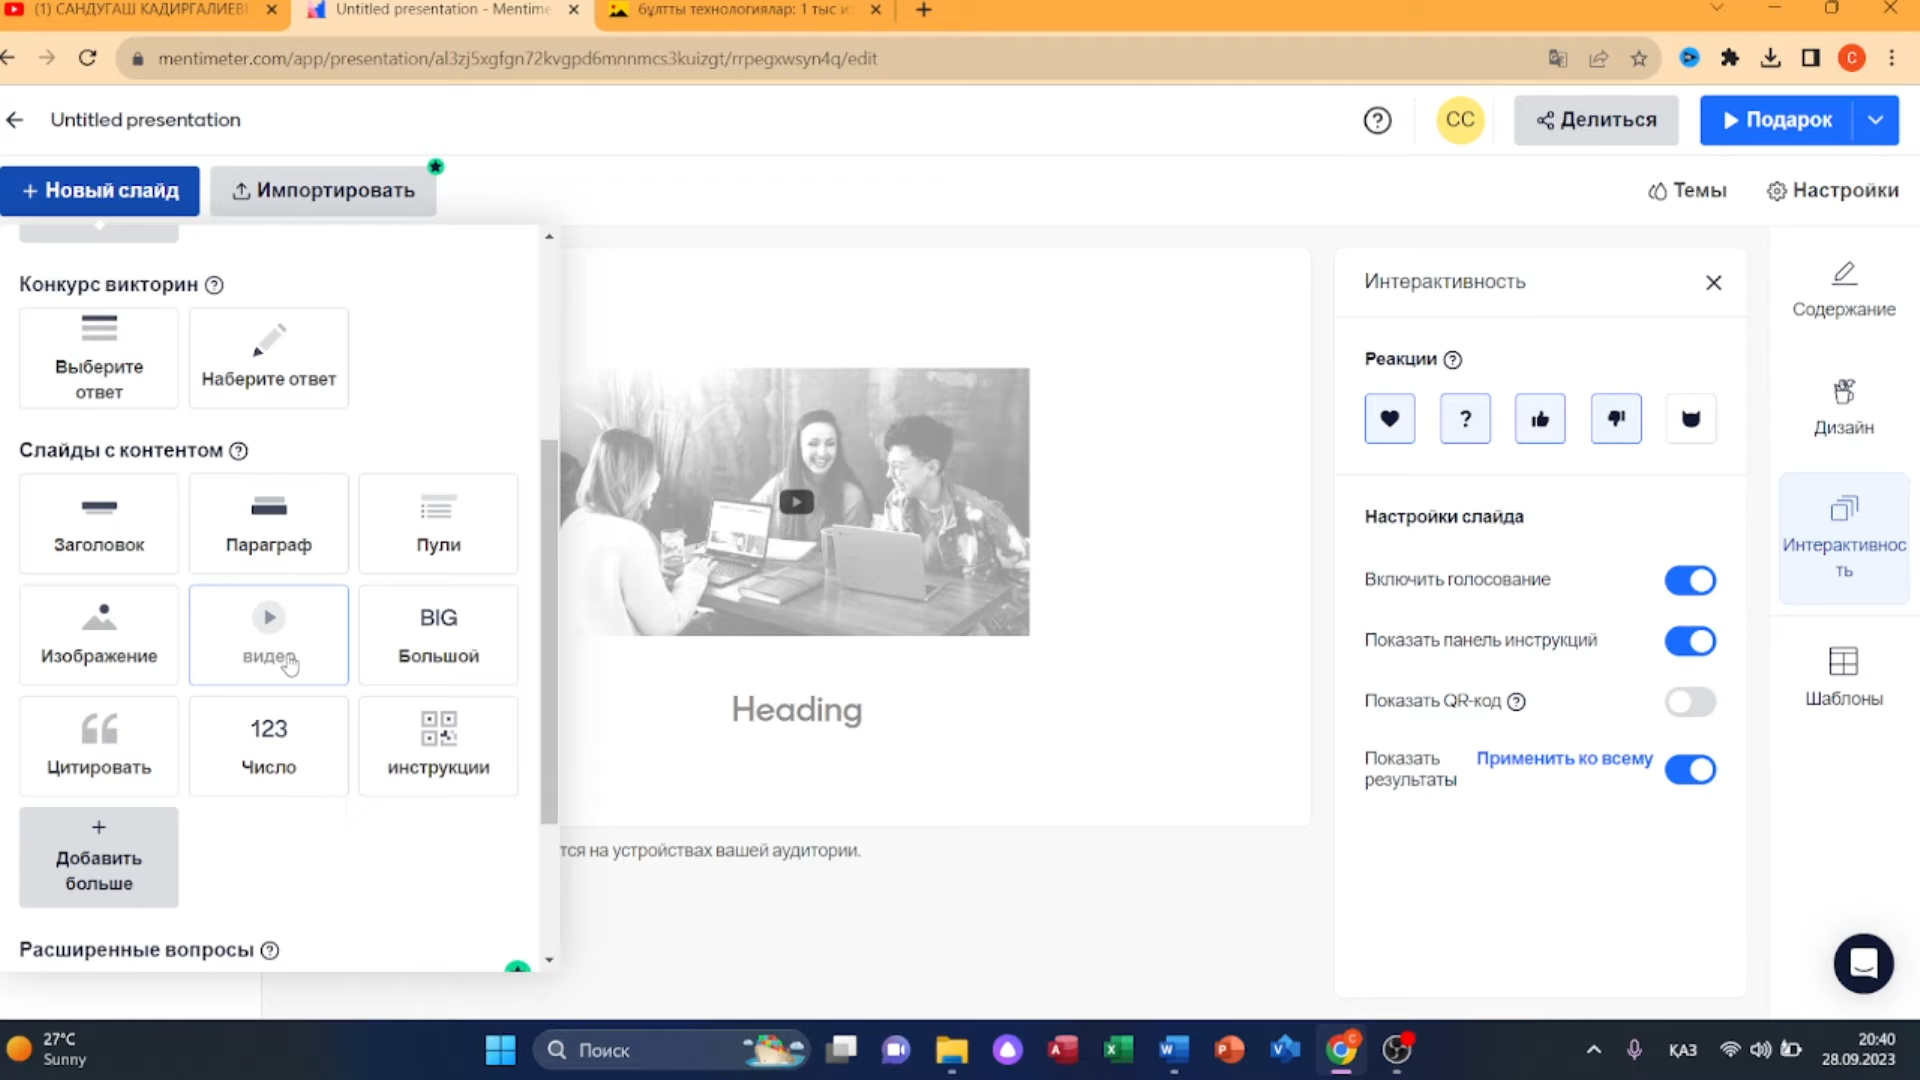 (1) САНДУГАШ КАДИРГАЛИЕВ
Untitled presentation - Mentime
бұлтты технологиялар: 1 тыс и
mentimeter.com/app/presentation/al3zj5xgfgn72kvgpd6mnnmcs3kuizgt/rrpegxwsyn4q/edit
C
Untitled presentation
CC
Делиться
Подарок
+ Новый слайд
Импортировать
Темы
Настройки
Конкурс викторин
Выберите
ответ
Наберите ответ
Слайды с контентом
Заголовок
Параграф
Пули
Изображение
видео
BIG
Большой
Цитировать
123
Число
инструкции
+
Добавить
больше
Расширенные вопросы
Heading
тся на устройствах вашей аудитории.
Интерактивность
Реакции
Настройки слайда
Включить голосование
Показать панель инструкций
Показать QR-код
Показать
результаты
Применить ко всему
Содержание
Дизайн
Интерактивнос
ть
Шаблоны
27°C
Sunny
Поиск
ҚАЗ
20:40
28.09.2023